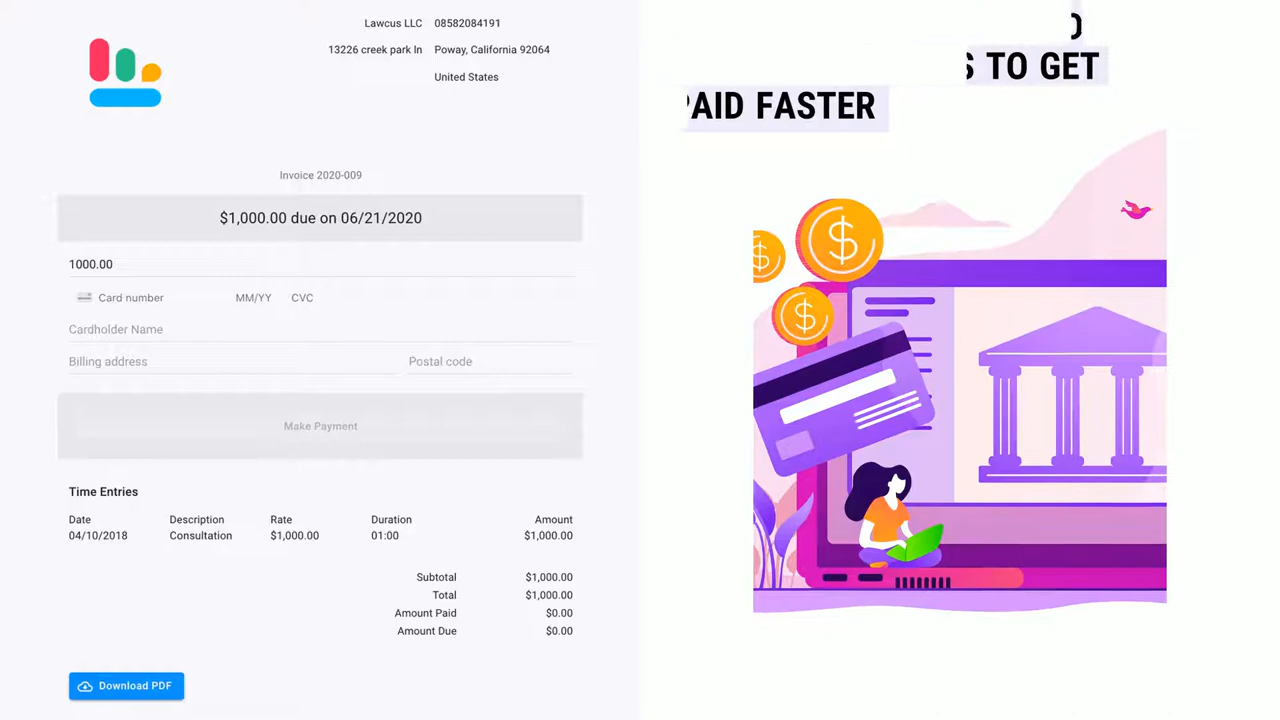 Lawcus LLC 08582084191
13226 creek park ln Poway, California 92064
United States
Invoice 2020-009
$1,000.00 due on 06/21/2020
1000.00
Card number MM/YY CVC
Cardholder Name
Billing address Postal code
Make Payment
Time Entries
Date Description Rate Duration Amount
04/10/2018 Consultation $1,000.00 01:00 $1,000.00
Subtotal $1,000.00
Total $1,000.00
Amount Paid $0.00
Amount Due $0.00
Download PDF
TO GET
PAID FASTER